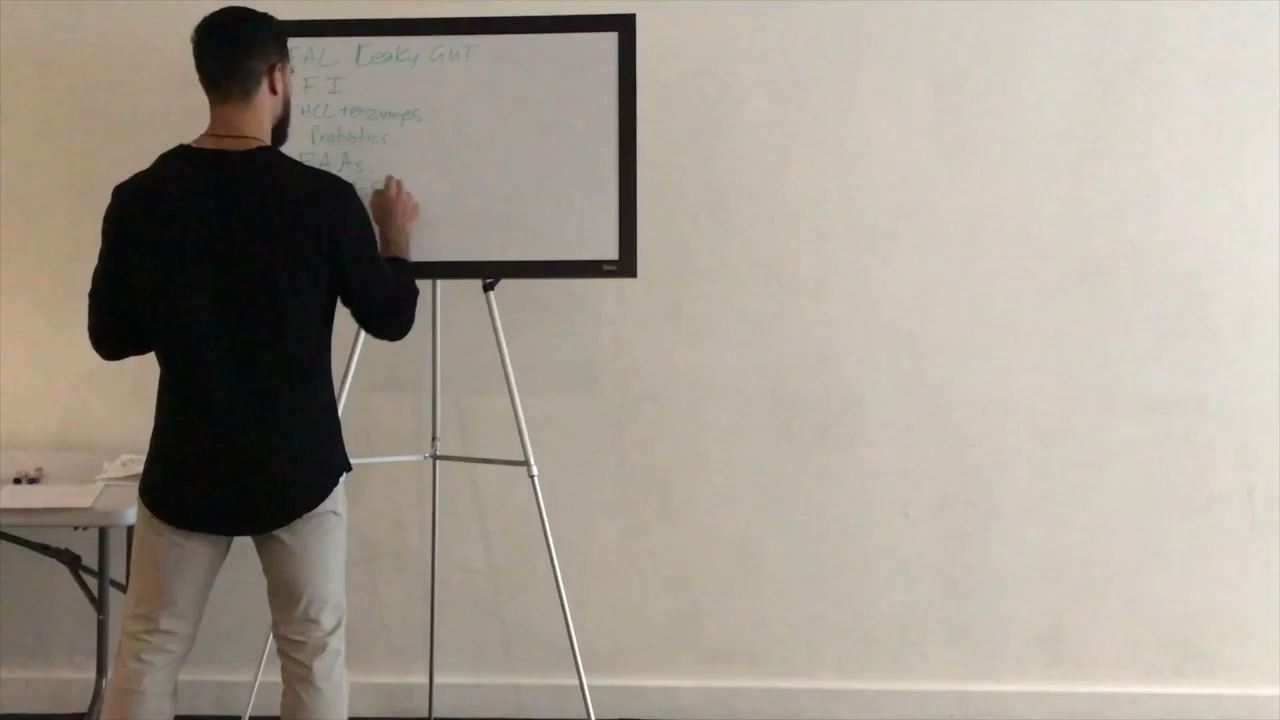 Leaky GUT
F.I.
HCL + enzymes
Probiotics
EAAs